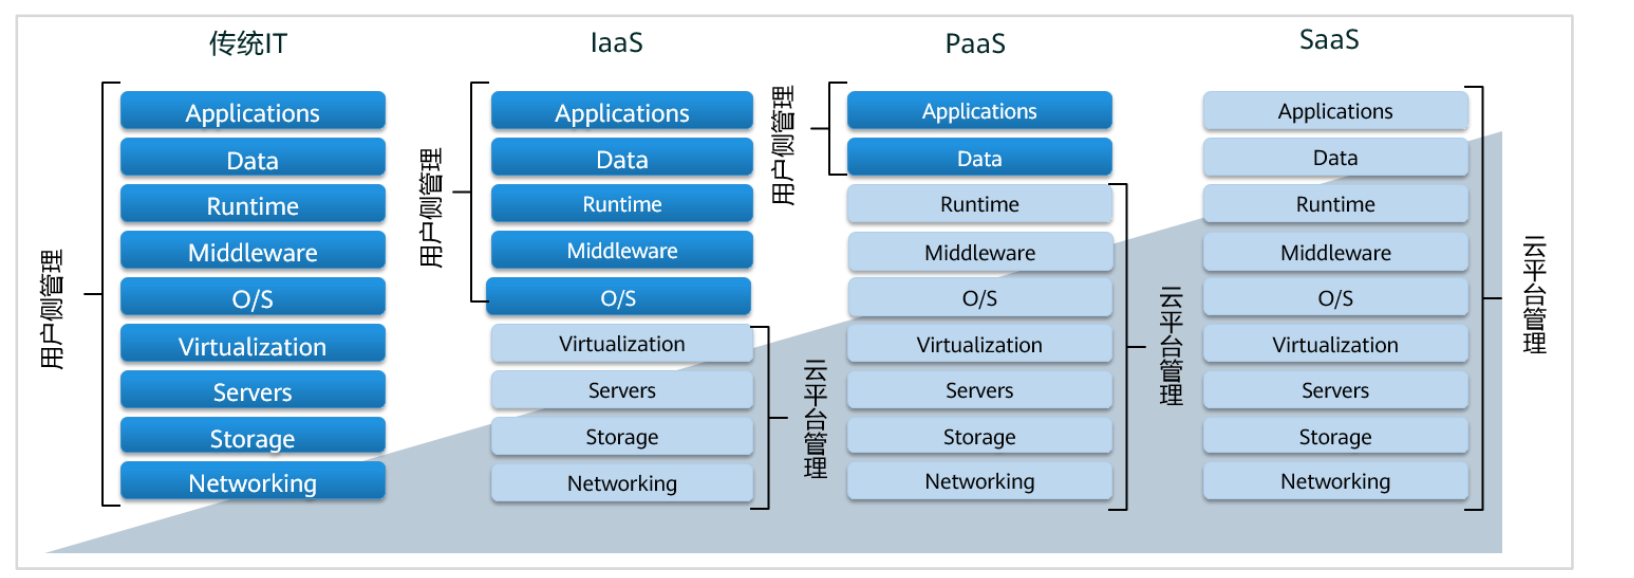 传统IT
用户侧管理
Applications
Data
Runtime
Middleware
O/S
Virtualization
Servers
Storage
Networking
IaaS
用户侧管理
Applications
Data
Runtime
Middleware
O/S
Virtualization
Servers
Storage
Networking
云平台管理
PaaS
用户侧管理
Applications
Data
Runtime
Middleware
O/S
Virtualization
Servers
Storage
Networking
云平台管理
SaaS
Applications
Data
Runtime
Middleware
O/S
Virtualization
Servers
Storage
Networking
云平台管理